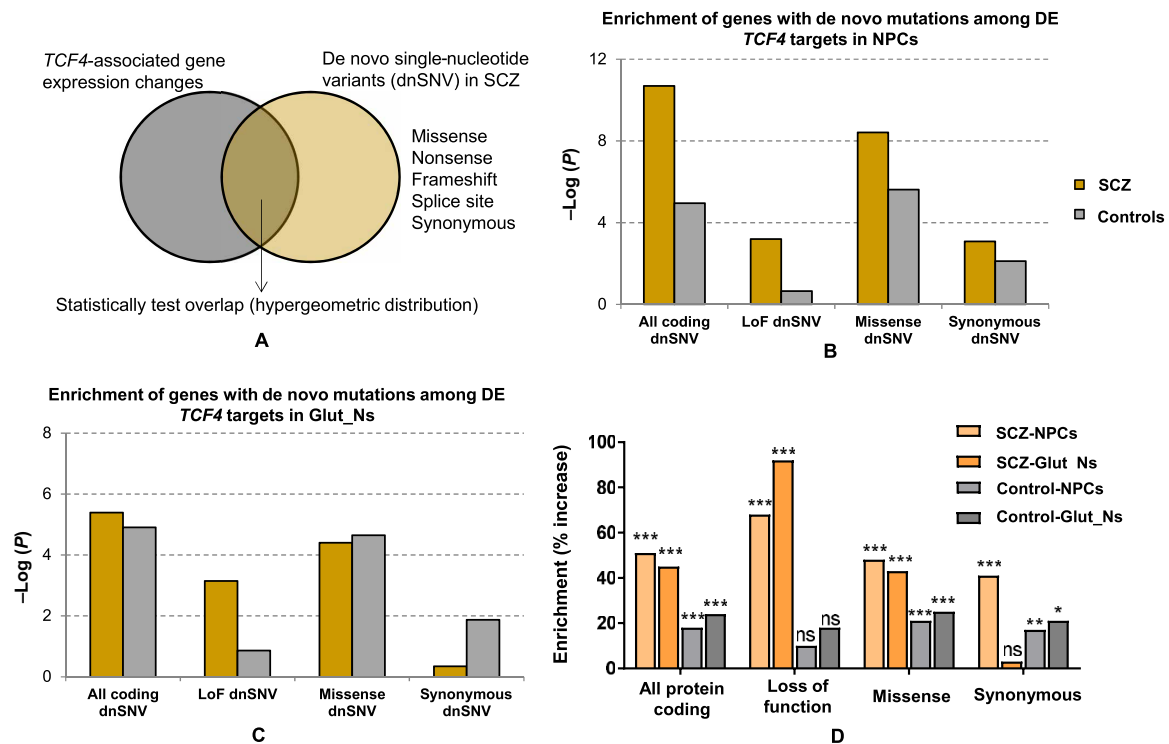 TCF4-associated gene
expression changes
De novo single-nucleotide
variants (dnSNV) in SCZ
Missense
Nonsense
Frameshift
Splice site
Synonymous
Statistically test overlap (hypergeometric distribution)
A
Enrichment of genes with de novo mutations among DE
TCF4 targets in NPCs
12
8
4
0
–Log (P)
All coding
dnSNV
LoF dnSNV
Missense
dnSNV
Synonymous
dnSNV
SCZ
Controls
B
Enrichment of genes with de novo mutations among DE
TCF4 targets in Glut_Ns
8
6
4
2
0
–Log (P)
All coding
dnSNV
LoF dnSNV
Missense
dnSNV
Synonymous
dnSNV
C
SCZ-NPCs
SCZ-Glut Ns
Control-NPCs
Control-Glut_Ns
100
80
60
40
20
0
Enrichment (% increase)
***
***
***
***
***
***
ns
ns
***
***
***
***
***
ns
**
*
All protein
coding
Loss of
function
Missense
Synonymous
D